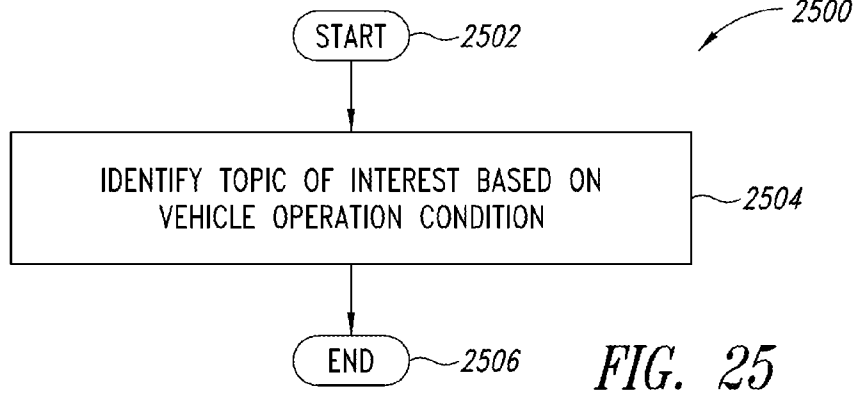 START
2502
2500
IDENTIFY TOPIC OF INTEREST BASED ON
VEHICLE OPERATION CONDITION
2504
END
2506
FIG. 25